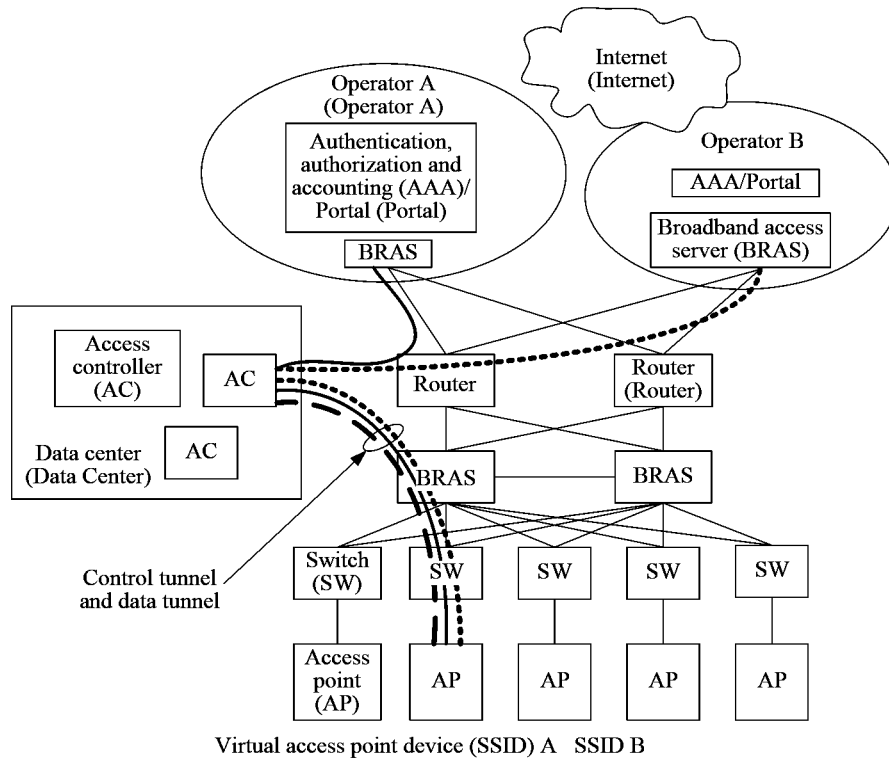 Internet
(Internet)
Operator A
(Operator A)
Authentication,
authorization and
accounting (AAA)/
Portal (Portal)
BRAS
Operator B
AAA/Portal
Broadband access
server (BRAS)
Access
controller
(AC)
AC
Data center
(Data Center)
AC
Router
Router
(Router)
BRAS
BRAS
Control tunnel
and data tunnel
Switch
(SW)
SW
SW
SW
SW
Access
point
(AP)
AP
AP
AP
AP
Virtual access point device (SSID) A SSID B